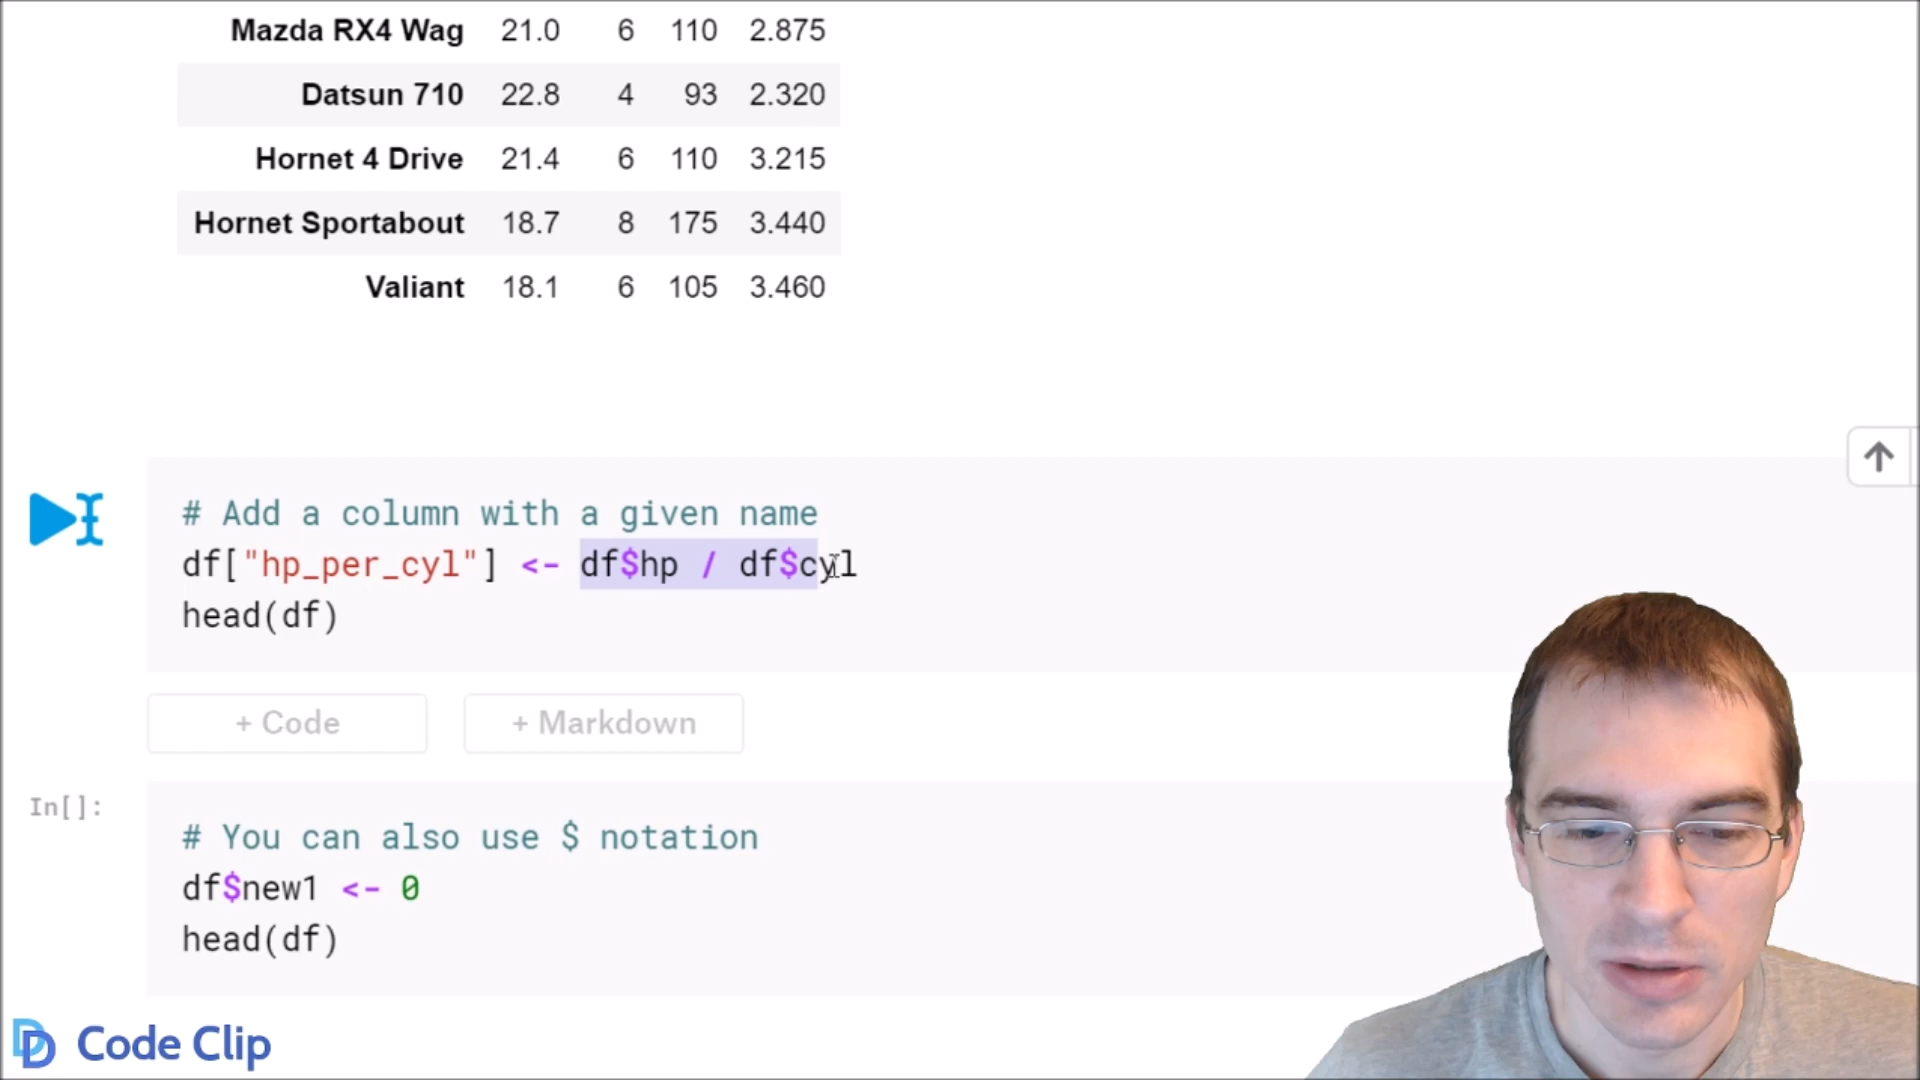 Mazda RX4 Wag 21.0 6 110 2.875
Datsun 710 22.8 4 93 2.320
Hornet 4 Drive 21.4 6 110 3.215
Hornet Sportabout 18.7 8 175 3.440
Valiant 18.1 6 105 3.460
# Add a column with a given name
df["hp_per_cyl"] <- df$hp / df$cyl
head(df)
+ Code + Markdown
In[]:
# You can also use $ notation
df$new1 <- 0
head(df)
Code Clip